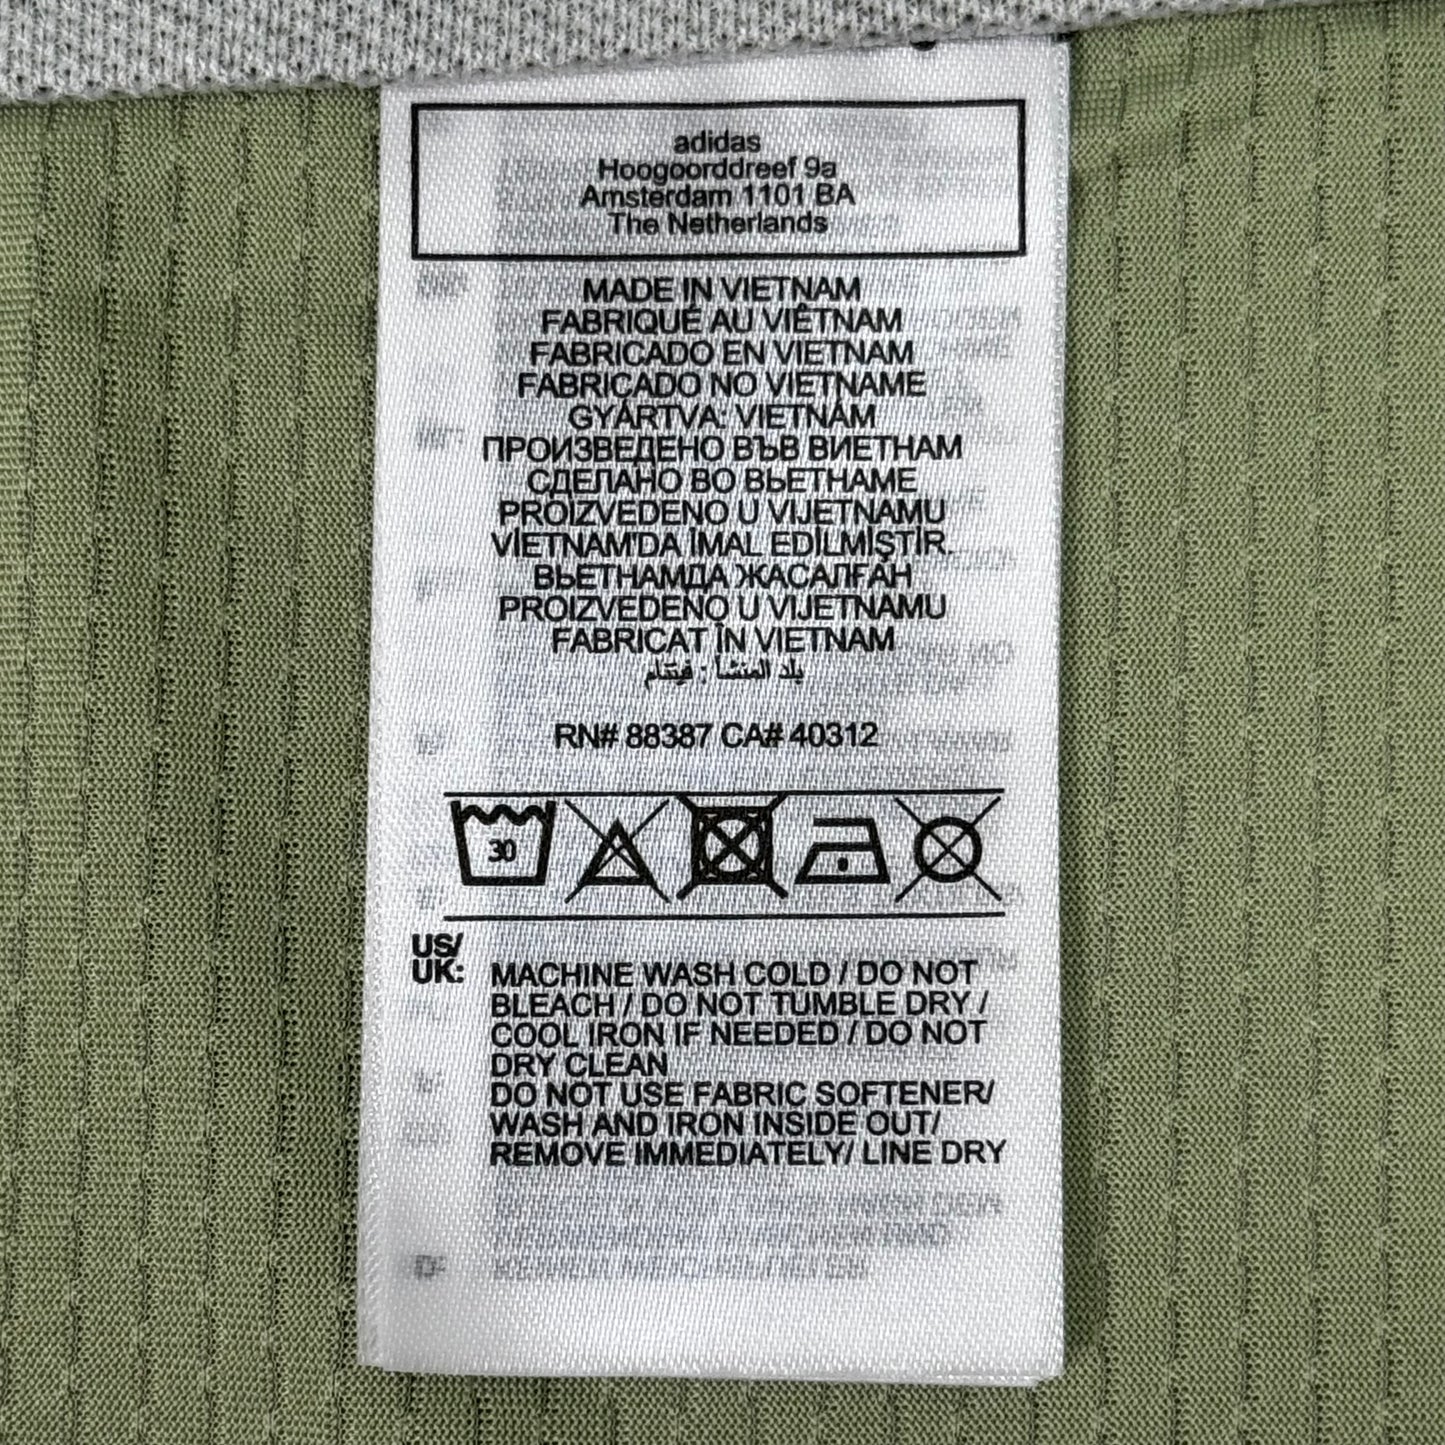 adidas
Hoogoorddreef 9a
Amsterdam 1101 BA
The Netherlands
MADE IN VIETNAM
FABRIQUÉ AU VIÊTNAM
FABRICADO EN VIETNAM
FABRICADO NO VIETNAME
GYÁRTVA: VIETNÁM
ПРОИЗВЕДЕНО ВЪВ ВИЕТНАМ
СДЕЛАНО ВО ВЬЕТНАМЕ
PROIZVEDENO U VIJETNAMU
VİETNAM'DA İMAL EDİLMİŞTİR.
ВЬЕТНАМДА ЖАСАЛҒАН
PROIZVEDENO U VIJETNAMU
FABRICAT ÎN VIETNAM
بلد المنشأ : فيتنام
RN# 88387 CA# 40312
30
US/
UK:
MACHINE WASH COLD / DO NOT
BLEACH / DO NOT TUMBLE DRY /
COOL IRON IF NEEDED / DO NOT
DRY CLEAN
DO NOT USE FABRIC SOFTENER/
WASH AND IRON INSIDE OUT/
REMOVE IMMEDIATELY/ LINE DRY